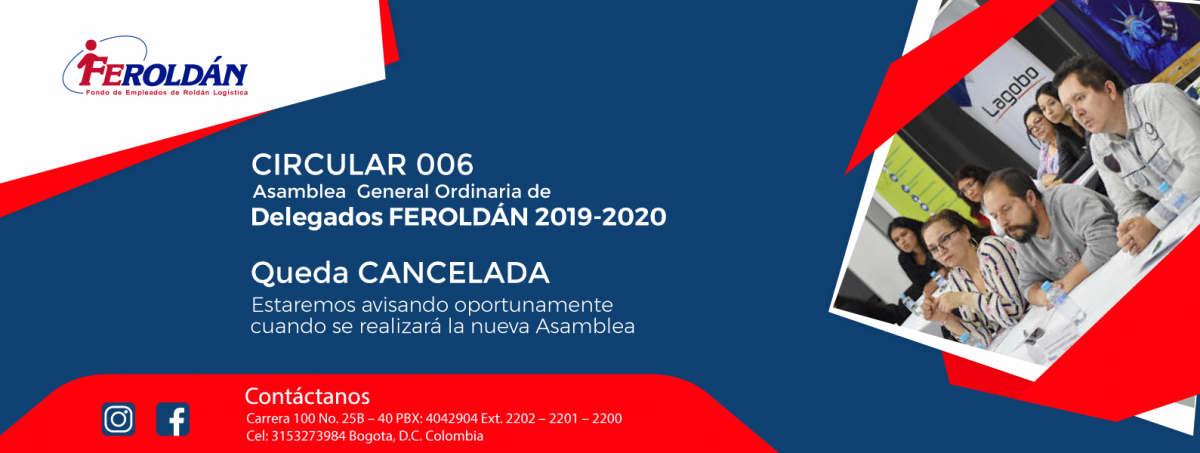 FEROLDÁN
Fondo de Empleados de Roldán Logística
Lagobo
CIRCULAR 006
Asamblea General Ordinaria de
Delegados FEROLDÁN 2019-2020
Queda CANCELADA
Estaremos avisando oportunamente
cuando se realizará la nueva Asamblea
Contáctanos
Carrera 100 No. 25B – 40 PBX: 4042904 Ext. 2202 – 2201 – 2200
Cel: 3153273984 Bogota, D.C. Colombia